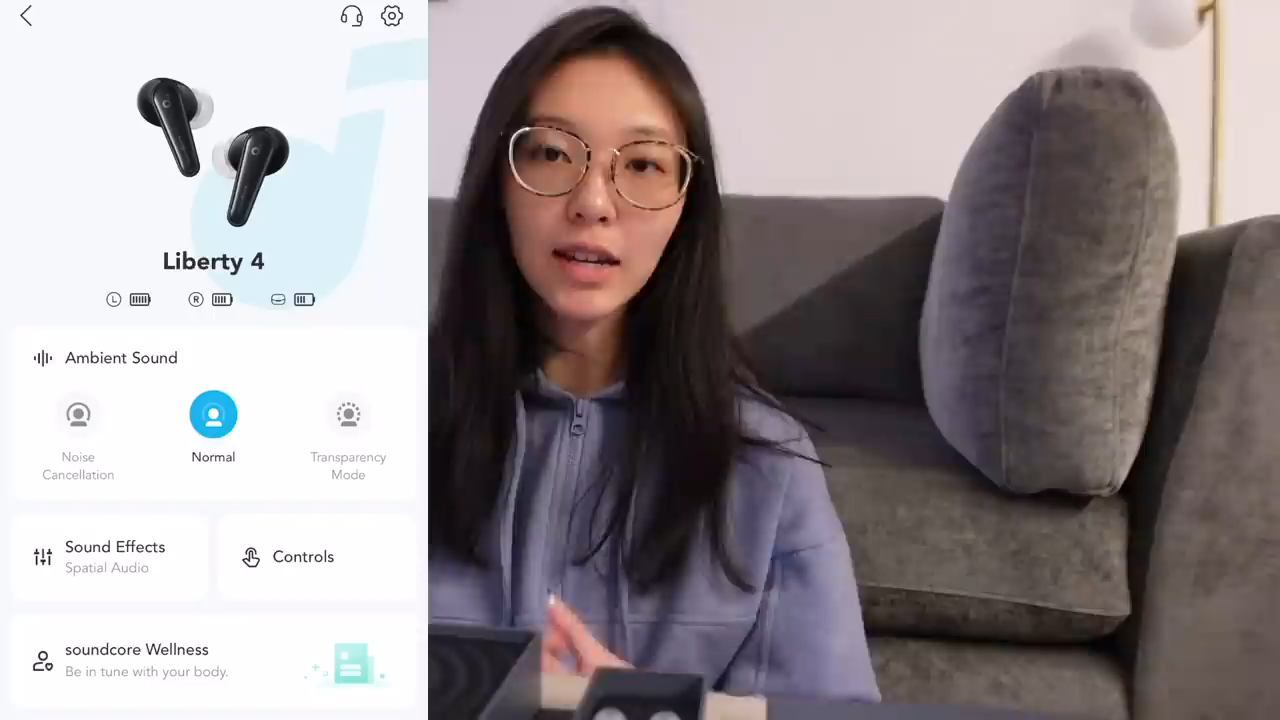 Liberty 4
L
R
Ambient Sound
Noise
Cancellation
Normal
Transparency
Mode
Sound Effects
Spatial Audio
Controls
soundcore Wellness
Be in tune with your body.